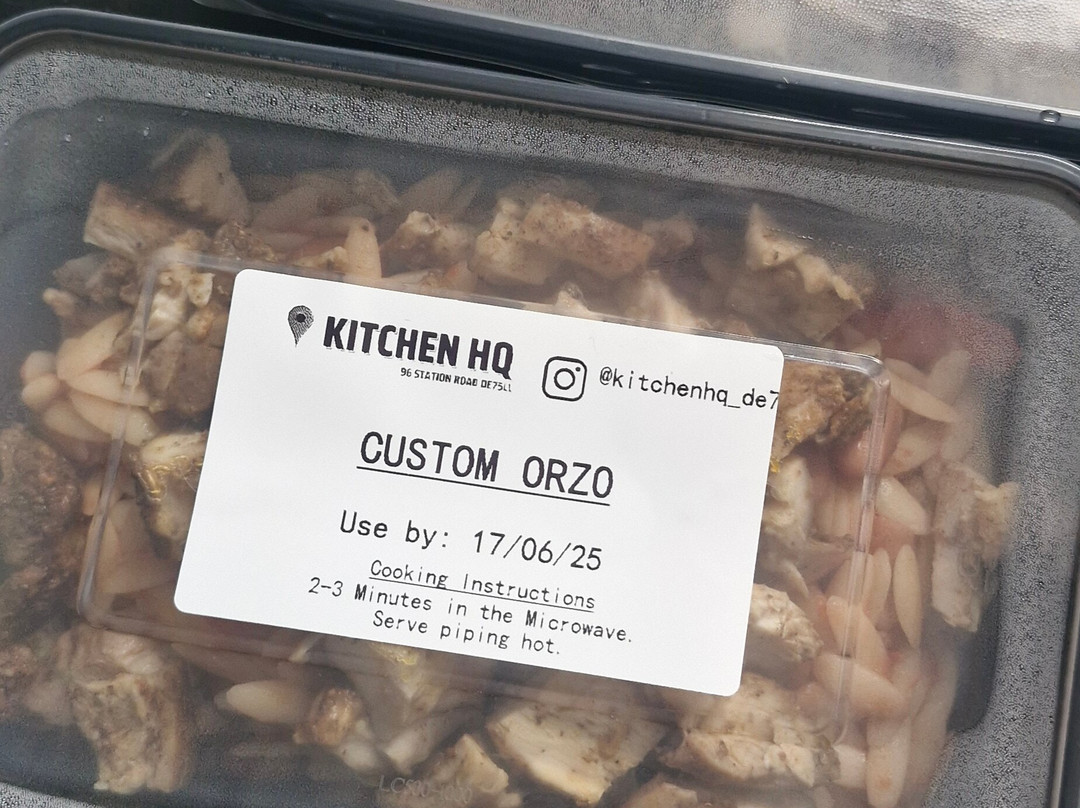 KITCHEN HQ
96 STATION ROAD DE75LL
@kitchenhq_de7
CUSTOM ORZO
Use by: 17/06/25
Cooking Instructions
2-3 Minutes in the Microwave.
Serve piping hot.